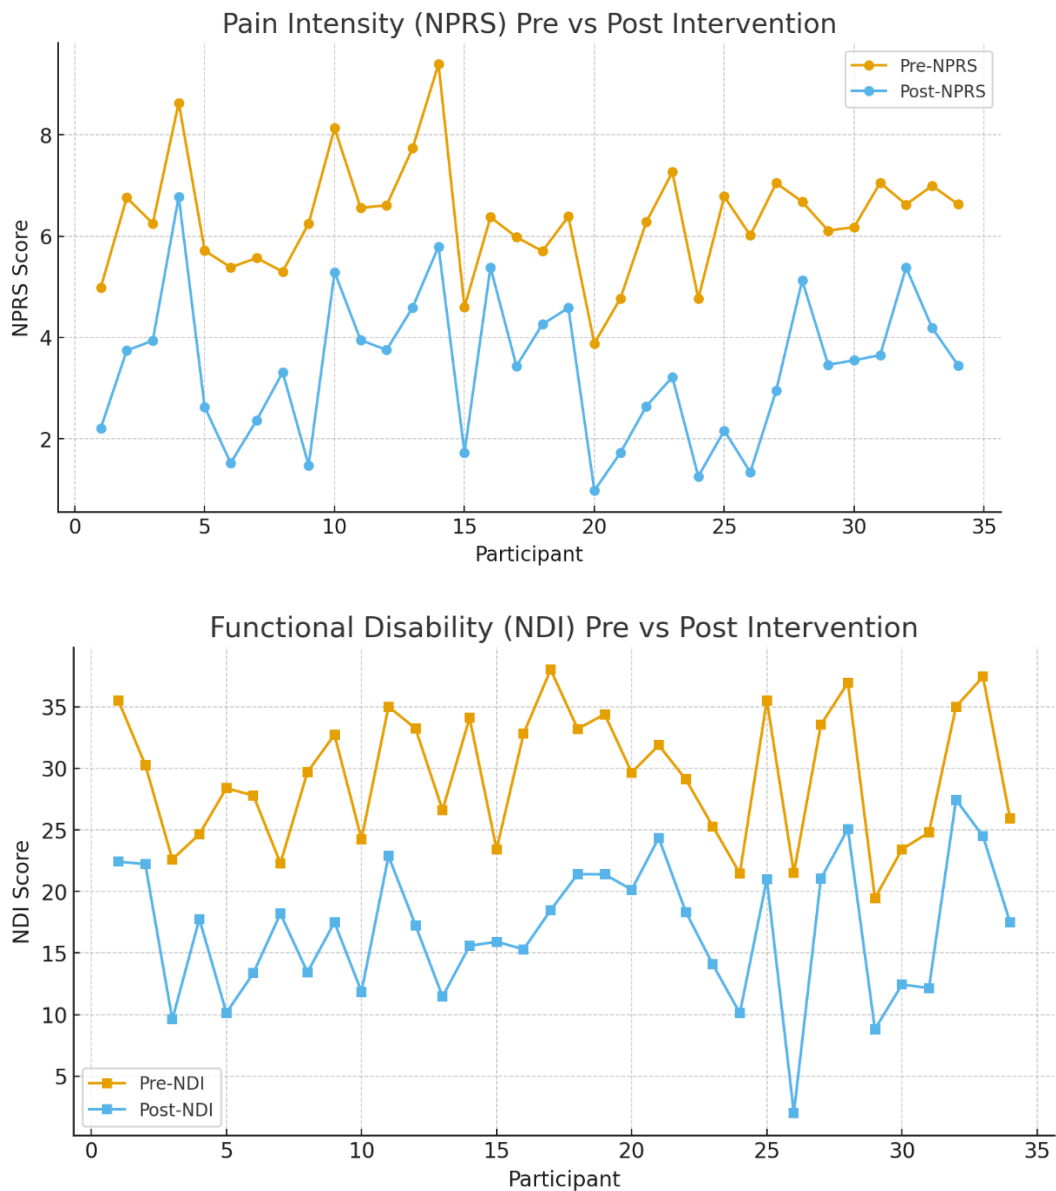 Pain Intensity (NPRS) Pre vs Post Intervention
Pre-NPRS
Post-NPRS
8
6
4
2
NPRS Score
0 5 10 15 20 25 30 35
Participant
Functional Disability (NDI) Pre vs Post Intervention
35
30
25
20
15
10
5
NDI Score
Pre-NDI
Post-NDI
0 5 10 15 20 25 30 35
Participant